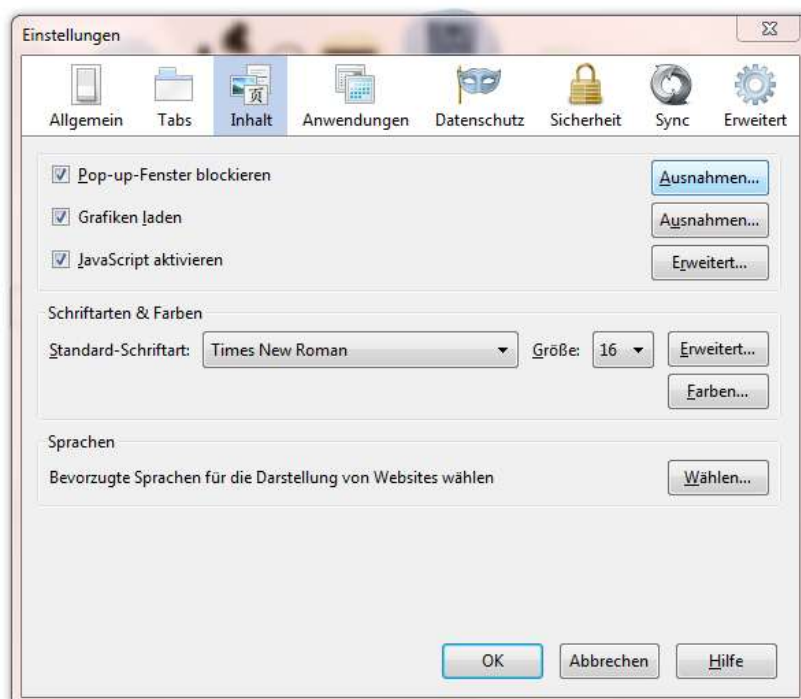 Einstellungen
Allgemein Tabs Inhalt Anwendungen Datenschutz Sicherheit Sync Erweitert
Pop-up-Fenster blockieren Ausnahmen...
Grafiken laden Ausnahmen...
JavaScript aktivieren Erweitert...
Schriftarten & Farben
Standard-Schriftart: Times New Roman Größe: 16 Erweitert...
Farben...
Sprachen
Bevorzugte Sprachen für die Darstellung von Websites wählen Wählen...
OK Abbrechen Hilfe